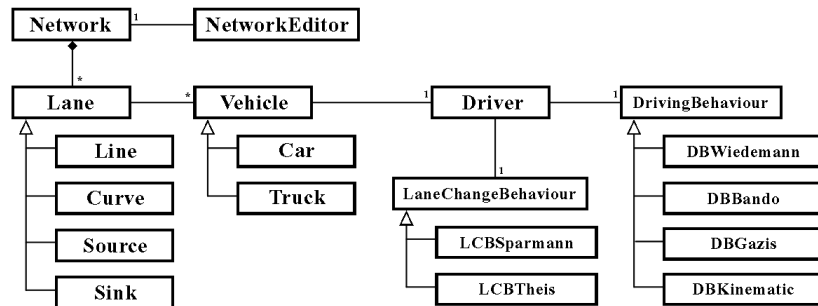 Network 1 NetworkEditor
*
Lane * Vehicle 1 Driver 1 DrivingBehaviour
Line Car DBWiedemann
1
Curve Truck LaneChangeBehaviour DBBando
Source LCBSparmann DBGazis
Sink LCBTheis DBKinematic